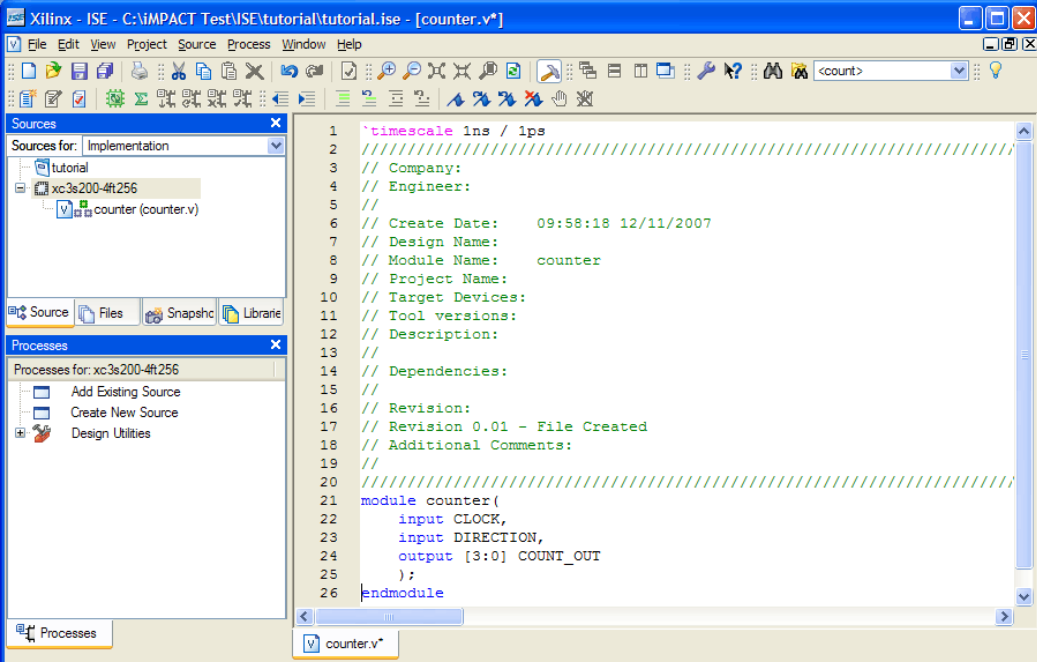 Xilinx - ISE - C:\iMPACT Test\ISE\tutorial\tutorial.ise - [counter.v*]
File Edit View Project Source Process Window Help
<count>
Sources
Sources for: Implementation
tutorial
xc3s200-4ft256
counter (counter.v)
Source Files Snapshc Librarie
Processes
Processes for: xc3s200-4ft256
Add Existing Source
Create New Source
Design Utilities
Processes
1 `timescale 1ns / 1ps
2 ////////////////////////////////////////////////////////////////////////
3 // Company:
4 // Engineer:
5 //
6 // Create Date:    09:58:18 12/11/2007
7 // Design Name:
8 // Module Name:    counter
9 // Project Name:
10 // Target Devices:
11 // Tool versions:
12 // Description:
13 //
14 // Dependencies:
15 //
16 // Revision:
17 // Revision 0.01 - File Created
18 // Additional Comments:
19 //
20 ////////////////////////////////////////////////////////////////////////
21 module counter(
22     input CLOCK,
23     input DIRECTION,
24     output [3:0] COUNT_OUT
25     );
26 endmodule
counter.v*